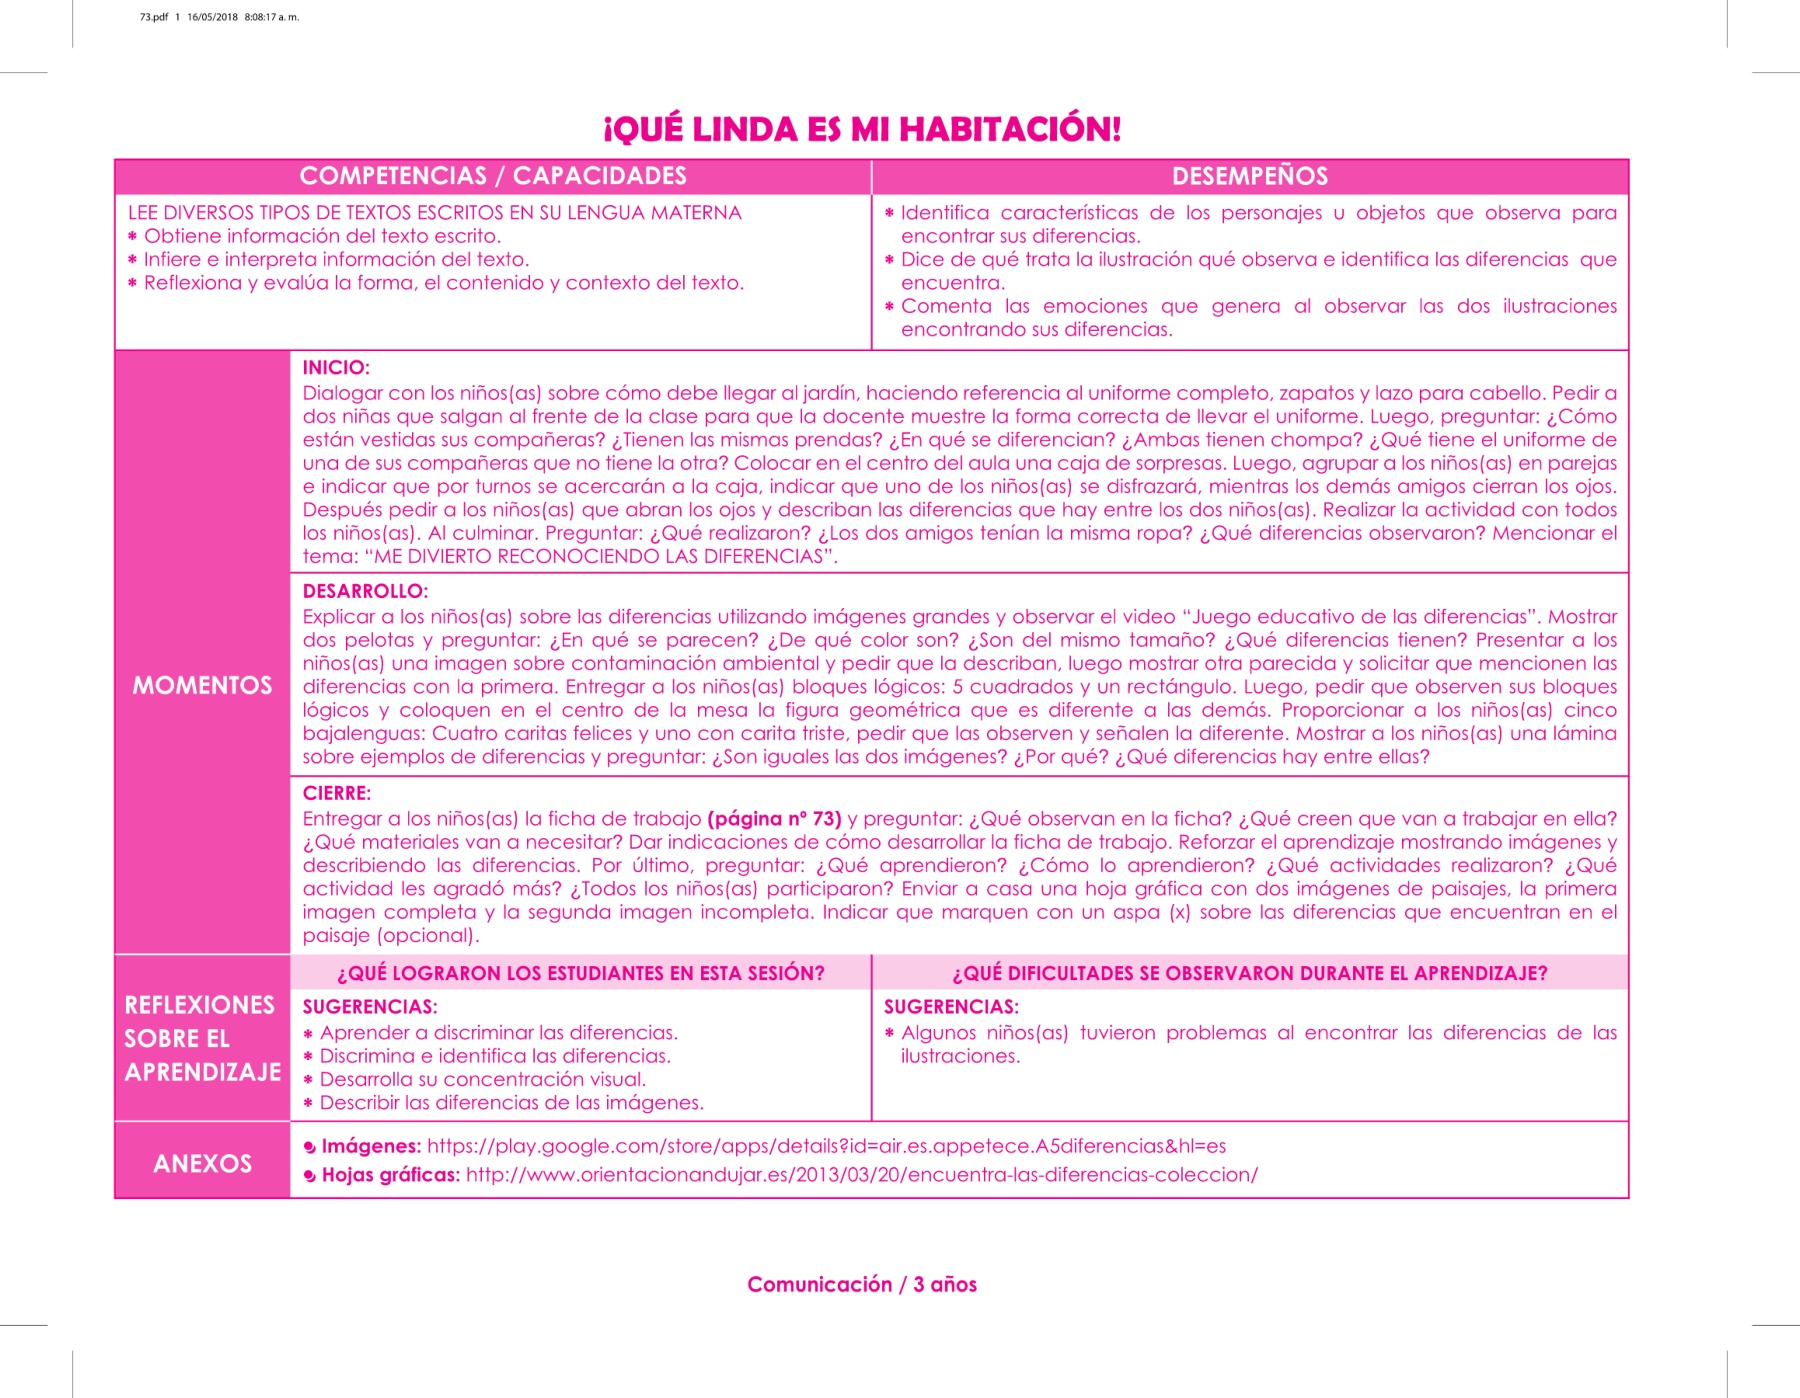 73.pdf 1 16/05/2018 8:08:17 a. m.
¡QUÉ LINDA ES MI HABITACIÓN!
COMPETENCIAS / CAPACIDADES
DESEMPEÑOS
LEE DIVERSOS TIPOS DE TEXTOS ESCRITOS EN SU LENGUA MATERNA
* Obtiene información del texto escrito.
* Infiere e interpreta información del texto.
* Reflexiona y evalúa la forma, el contenido y contexto del texto.
* Identifica características de los personajes u objetos que observa para
encontrar sus diferencias.
* Dice de qué trata la ilustración qué observa e identifica las diferencias que
encuentra.
* Comenta las emociones que genera al observar las dos ilustraciones
encontrando sus diferencias.
MOMENTOS
INICIO:
Dialogar con los niños(as) sobre cómo debe llegar al jardín, haciendo referencia al uniforme completo, zapatos y lazo para cabello. Pedir a
dos niñas que salgan al frente de la clase para que la docente muestre la forma correcta de llevar el uniforme. Luego, preguntar: ¿Cómo
están vestidas sus compañeras? ¿Tienen las mismas prendas? ¿En qué se diferencian? ¿Ambas tienen chompa? ¿Qué tiene el uniforme de
una de sus compañeras que no tiene la otra? Colocar en el centro del aula una caja de sorpresas. Luego, agrupar a los niños(as) en parejas
e indicar que por turnos se acercarán a la caja, indicar que uno de los niños(as) se disfrazará, mientras los demás amigos cierran los ojos.
Después pedir a los niños(as) que abran los ojos y describan las diferencias que hay entre los dos niños(as). Realizar la actividad con todos
los niños(as). Al culminar. Preguntar: ¿Qué realizaron? ¿Los dos amigos tenían la misma ropa? ¿Qué diferencias observaron? Mencionar el
tema: “ME DIVIERTO RECONOCIENDO LAS DIFERENCIAS”.
DESARROLLO:
Explicar a los niños(as) sobre las diferencias utilizando imágenes grandes y observar el video “Juego educativo de las diferencias”. Mostrar
dos pelotas y preguntar: ¿En qué se parecen? ¿De qué color son? ¿Son del mismo tamaño? ¿Qué diferencias tienen? Presentar a los
niños(as) una imagen sobre contaminación ambiental y pedir que la describan, luego mostrar otra parecida y solicitar que mencionen las
diferencias con la primera. Entregar a los niños(as) bloques lógicos: 5 cuadrados y un rectángulo. Luego, pedir que observen sus bloques
lógicos y coloquen en el centro de la mesa la figura geométrica que es diferente a las demás. Proporcionar a los niños(as) cinco
bajalenguas: Cuatro caritas felices y uno con carita triste, pedir que las observen y señalen la diferente. Mostrar a los niños(as) una lámina
sobre ejemplos de diferencias y preguntar: ¿Son iguales las dos imágenes? ¿Por qué? ¿Qué diferencias hay entre ellas?
CIERRE:
Entregar a los niños(as) la ficha de trabajo (página nº 73) y preguntar: ¿Qué observan en la ficha? ¿Qué creen que van a trabajar en ella?
¿Qué materiales van a necesitar? Dar indicaciones de cómo desarrollar la ficha de trabajo. Reforzar el aprendizaje mostrando imágenes y
describiendo las diferencias. Por último, preguntar: ¿Qué aprendieron? ¿Cómo lo aprendieron? ¿Qué actividades realizaron? ¿Qué
actividad les agradó más? ¿Todos los niños(as) participaron? Enviar a casa una hoja gráfica con dos imágenes de paisajes, la primera
imagen completa y la segunda imagen incompleta. Indicar que marquen con un aspa (x) sobre las diferencias que encuentran en el
paisaje (opcional).
REFLEXIONES
SOBRE EL
APRENDIZAJE
¿QUÉ LOGRARON LOS ESTUDIANTES EN ESTA SESIÓN?
SUGERENCIAS:
* Aprender a discriminar las diferencias.
* Discrimina e identifica las diferencias.
* Desarrolla su concentración visual.
* Describir las diferencias de las imágenes.
¿QUÉ DIFICULTADES SE OBSERVARON DURANTE EL APRENDIZAJE?
SUGERENCIAS:
* Algunos niños(as) tuvieron problemas al encontrar las diferencias de las
ilustraciones.
ANEXOS
Imágenes: https://play.google.com/store/apps/details?id=air.es.appetece.A5diferencias&hl=es
Hojas gráficas: http://www.orientacionandujar.es/2013/03/20/encuentra-las-diferencias-coleccion/
Comunicación / 3 años